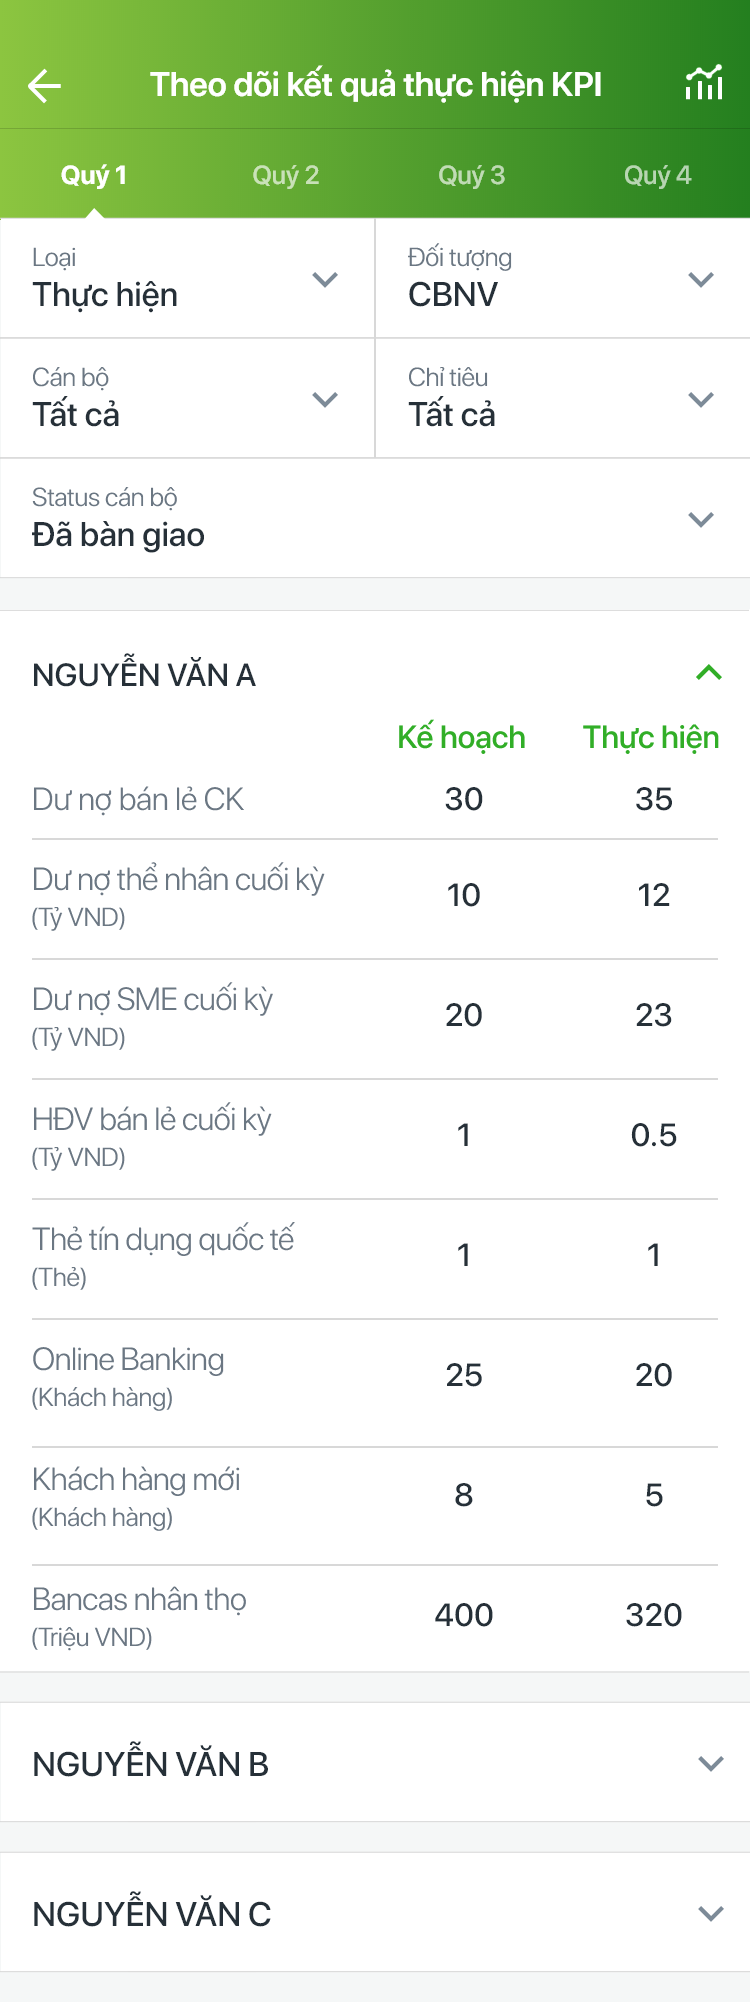 Theo dõi kết quả thực hiện KPI
Quý 1 Quý 2 Quý 3 Quý 4
Loại
Thực hiện
Đối tượng
CBNV
Cán bộ
Tất cả
Chỉ tiêu
Tất cả
Status cán bộ
Đã bàn giao
NGUYỄN VĂN A
Kế hoạch Thực hiện
Dư nợ bán lẻ CK 30 35
Dư nợ thể nhân cuối kỳ
(Tỷ VND) 10 12
Dư nợ SME cuối kỳ
(Tỷ VND) 20 23
HĐV bán lẻ cuối kỳ
(Tỷ VND) 1 0.5
Thẻ tín dụng quốc tế
(Thẻ) 1 1
Online Banking
(Khách hàng) 25 20
Khách hàng mới
(Khách hàng) 8 5
Bancas nhân thọ
(Triệu VND) 400 320
NGUYỄN VĂN B
NGUYỄN VĂN C